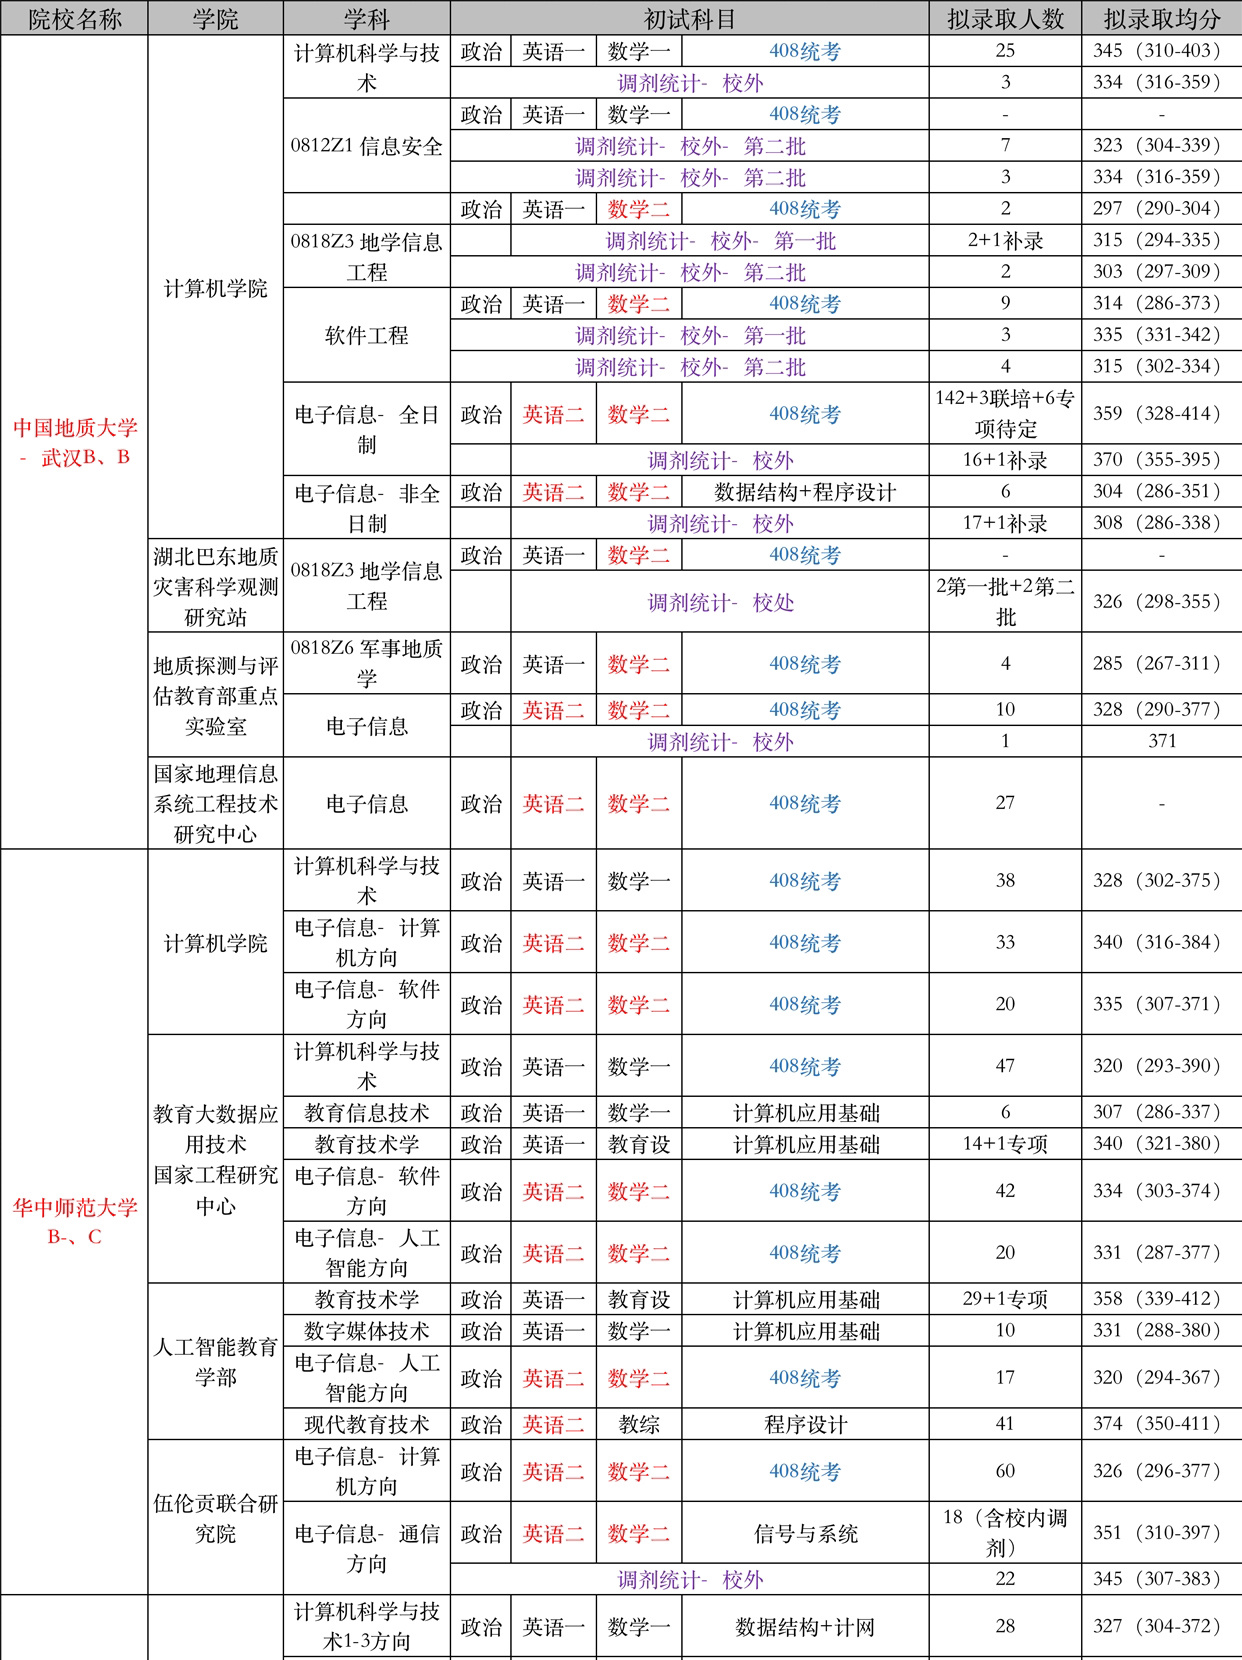 院校名称 学院 学科 初试科目 拟录取人数 拟录取均分
中国地质大学
- 武汉B、B
计算机学院
计算机科学与技
术
政治 英语一 数学一 408统考 25 345（310-403）
调剂统计- 校外 3 334（316-359）
0812Z1 信息安全
政治 英语一 数学一 408统考 - -
调剂统计- 校外- 第二批 7 323（304-339）
调剂统计- 校外- 第二批 3 334（316-359）
政治 英语一 数学二 408统考 2 297（290-304）
0818Z3 地学信息
工程
调剂统计- 校外- 第一批 2+1补录 315（294-335）
调剂统计- 校外- 第二批 2 303（297-309）
软件工程
政治 英语一 数学二 408统考 9 314（286-373）
调剂统计- 校外- 第一批 3 335（331-342）
调剂统计- 校外- 第二批 4 315（302-334）
电子信息- 全日
制
政治 英语二 数学二 408统考 142+3联培+6专
项待定
359（328-414）
调剂统计- 校外 16+1补录 370（355-395）
电子信息- 非全
日制
政治 英语二 数学二 数据结构+程序设计 6 304（286-351）
调剂统计- 校外 17+1补录 308（286-338）
湖北巴东地质
灾害科学观测
研究站
0818Z3 地学信息
工程
政治 英语一 数学二 408统考 - -
调剂统计- 校处 2第一批+2第二
批
326（298-355）
地质探测与评
估教育部重点
实验室
0818Z6 军事地质
学
政治 英语一 数学二 408统考 4 285（267-311）
电子信息
政治 英语二 数学二 408统考 10 328（290-377）
调剂统计- 校外 1 371
国家地理信息
系统工程技术
研究中心
电子信息 政治 英语二 数学二 408统考 27 -
华中师范大学
B-、C
计算机学院
计算机科学与技
术
政治 英语一 数学一 408统考 38 328（302-375）
电子信息- 计算
机方向
政治 英语二 数学二 408统考 33 340（316-384）
电子信息- 软件
方向
政治 英语二 数学二 408统考 20 335（307-371）
教育大数据应
用技术
国家工程研究
中心
计算机科学与技
术
政治 英语一 数学一 408统考 47 320（293-390）
教育信息技术 政治 英语一 数学一 计算机应用基础 6 307（286-337）
教育技术学 政治 英语一 教育设 计算机应用基础 14+1专项 340（321-380）
电子信息- 软件
方向
政治 英语二 数学二 408统考 42 334（303-374）
电子信息- 人工
智能方向
政治 英语二 数学二 408统考 20 331（287-377）
人工智能教育
学部
教育技术学 政治 英语一 教育设 计算机应用基础 29+1专项 358（339-412）
数字媒体技术 政治 英语一 数学一 计算机应用基础 10 331（288-380）
电子信息- 人工
智能方向
政治 英语二 数学二 408统考 17 320（294-367）
现代教育技术 政治 英语二 教综 程序设计 41 374（350-411）
伍伦贡联合研
究院
电子信息- 计算
机方向
政治 英语二 数学二 408统考 60 326（296-377）
电子信息- 通信
方向
政治 英语二 数学二 信号与系统 18（含校内调
剂）
351（310-397）
调剂统计- 校外 22 345（307-383）
计算机科学与技
术1-3方向
政治 英语一 数学一 数据结构+计网 28 327（304-372）